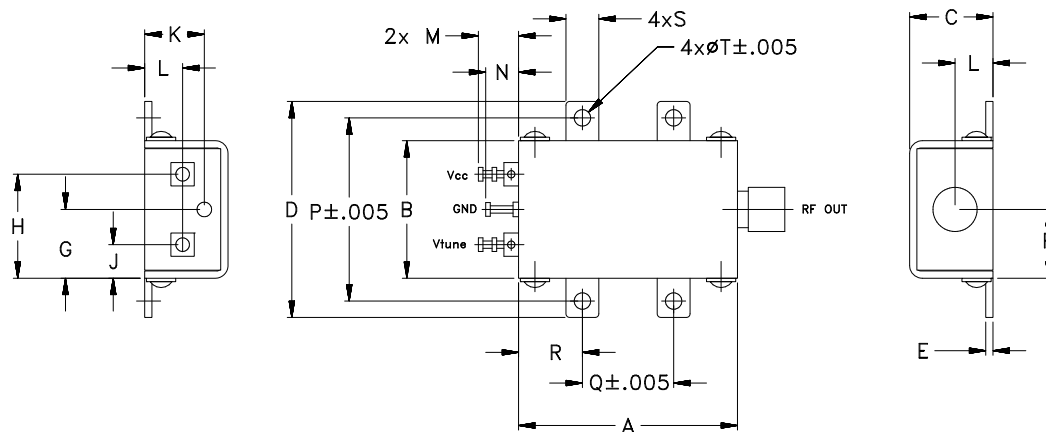 K
L
H
G
J
2x M
N
4xS
4xøT±.005
D
P±.005
B
Vcc
GND
Vtune
RF OUT
R
Q±.005
A
C
L
E